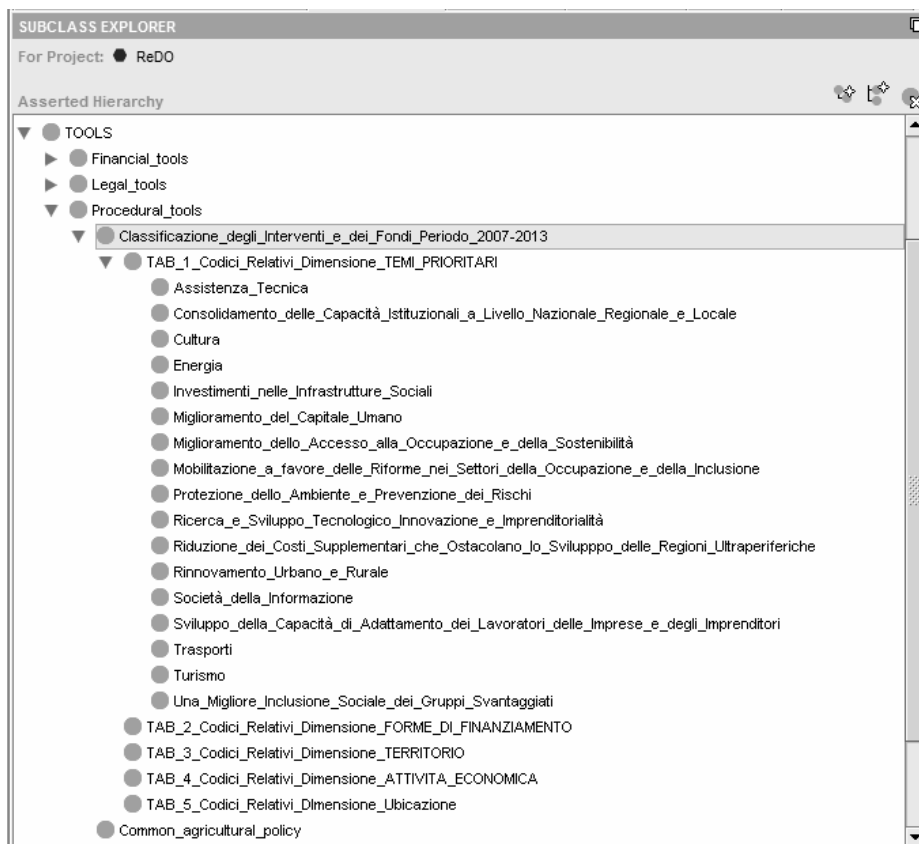 SUBCLASS EXPLORER
For Project: ReDO
Asserted Hierarchy
TOOLS
Financial_tools
Legal_tools
Procedural_tools
Classificazione_degli_Interventi_e_dei_Fondi_Periodo_2007-2013
TAB_1_Codici_Relativi_Dimensione_TEMI_PRIORITARI
Assistenza_Tecnica
Consolidamento_delle_Capacità_Istituzionali_a_Livello_Nazionale_Regionale_e_Locale
Cultura
Energia
Investimenti_nelle_Infrastrutture_Sociali
Miglioramento_del_Capitale_Umano
Miglioramento_dello_Accesso_alla_Occupazione_e_della_Sostenibilità
Mobilitazione_a_favore_delle_Riforme_nei_Settori_della_Occupazione_e_della_Inclusione
Protezione_dello_Ambiente_e_Prevenzione_dei_Rischi
Ricerca_e_Sviluppo_Tecnologico_Innovazione_e_Imprenditorialità
Riduzione_dei_Costi_Supplementari_che_Ostacolano_lo_Svilupppo_delle_Regioni_Ultraperiferiche
Rinnovamento_Urbano_e_Rurale
Società_della_Informazione
Sviluppo_della_Capacità_di_Adattamento_dei_Lavoratori_delle_Imprese_e_degli_Imprenditori
Trasporti
Turismo
Una_Migliore_Inclusione_Sociale_dei_Gruppi_Svantaggiati
TAB_2_Codici_Relativi_Dimensione_FORME_DI_FINANZIAMENTO
TAB_3_Codici_Relativi_Dimensione_TERRITORIO
TAB_4_Codici_Relativi_Dimensione_ATTIVITA_ECONOMICA
TAB_5_Codici_Relativi_DImensione_Ubicazione
Common_agricultural_policy